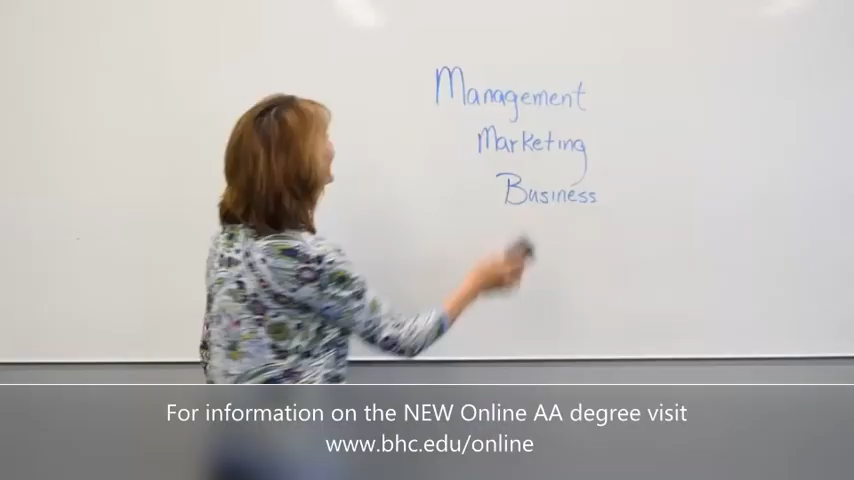 Management
Marketing
Business
For information on the NEW Online AA degree visit
www.bhc.edu/online